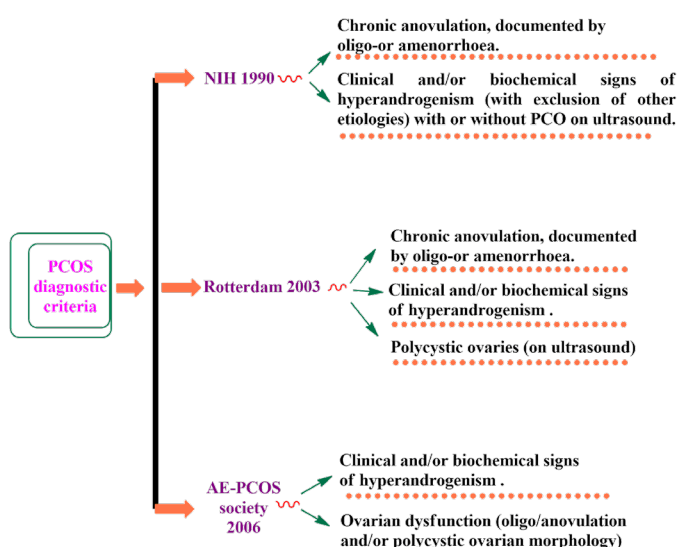 PCOS
diagnostic
criteria
NIH 1990
Chronic anovulation, documented by
oligo-or amenorrhoea.
Clinical and/or biochemical signs of
hyperandrogenism (with exclusion of other
etiologies) with or without PCO on ultrasound.
Rotterdam 2003
Chronic anovulation, documented
by oligo-or amenorrhoea.
Clinical and/or biochemical signs
of hyperandrogenism .
Polycystic ovaries (on ultrasound)
AE-PCOS
society
2006
Clinical and/or biochemical signs
of hyperandrogenism .
Ovarian dysfunction (oligo/anovulation
and/or polycystic ovarian morphology)